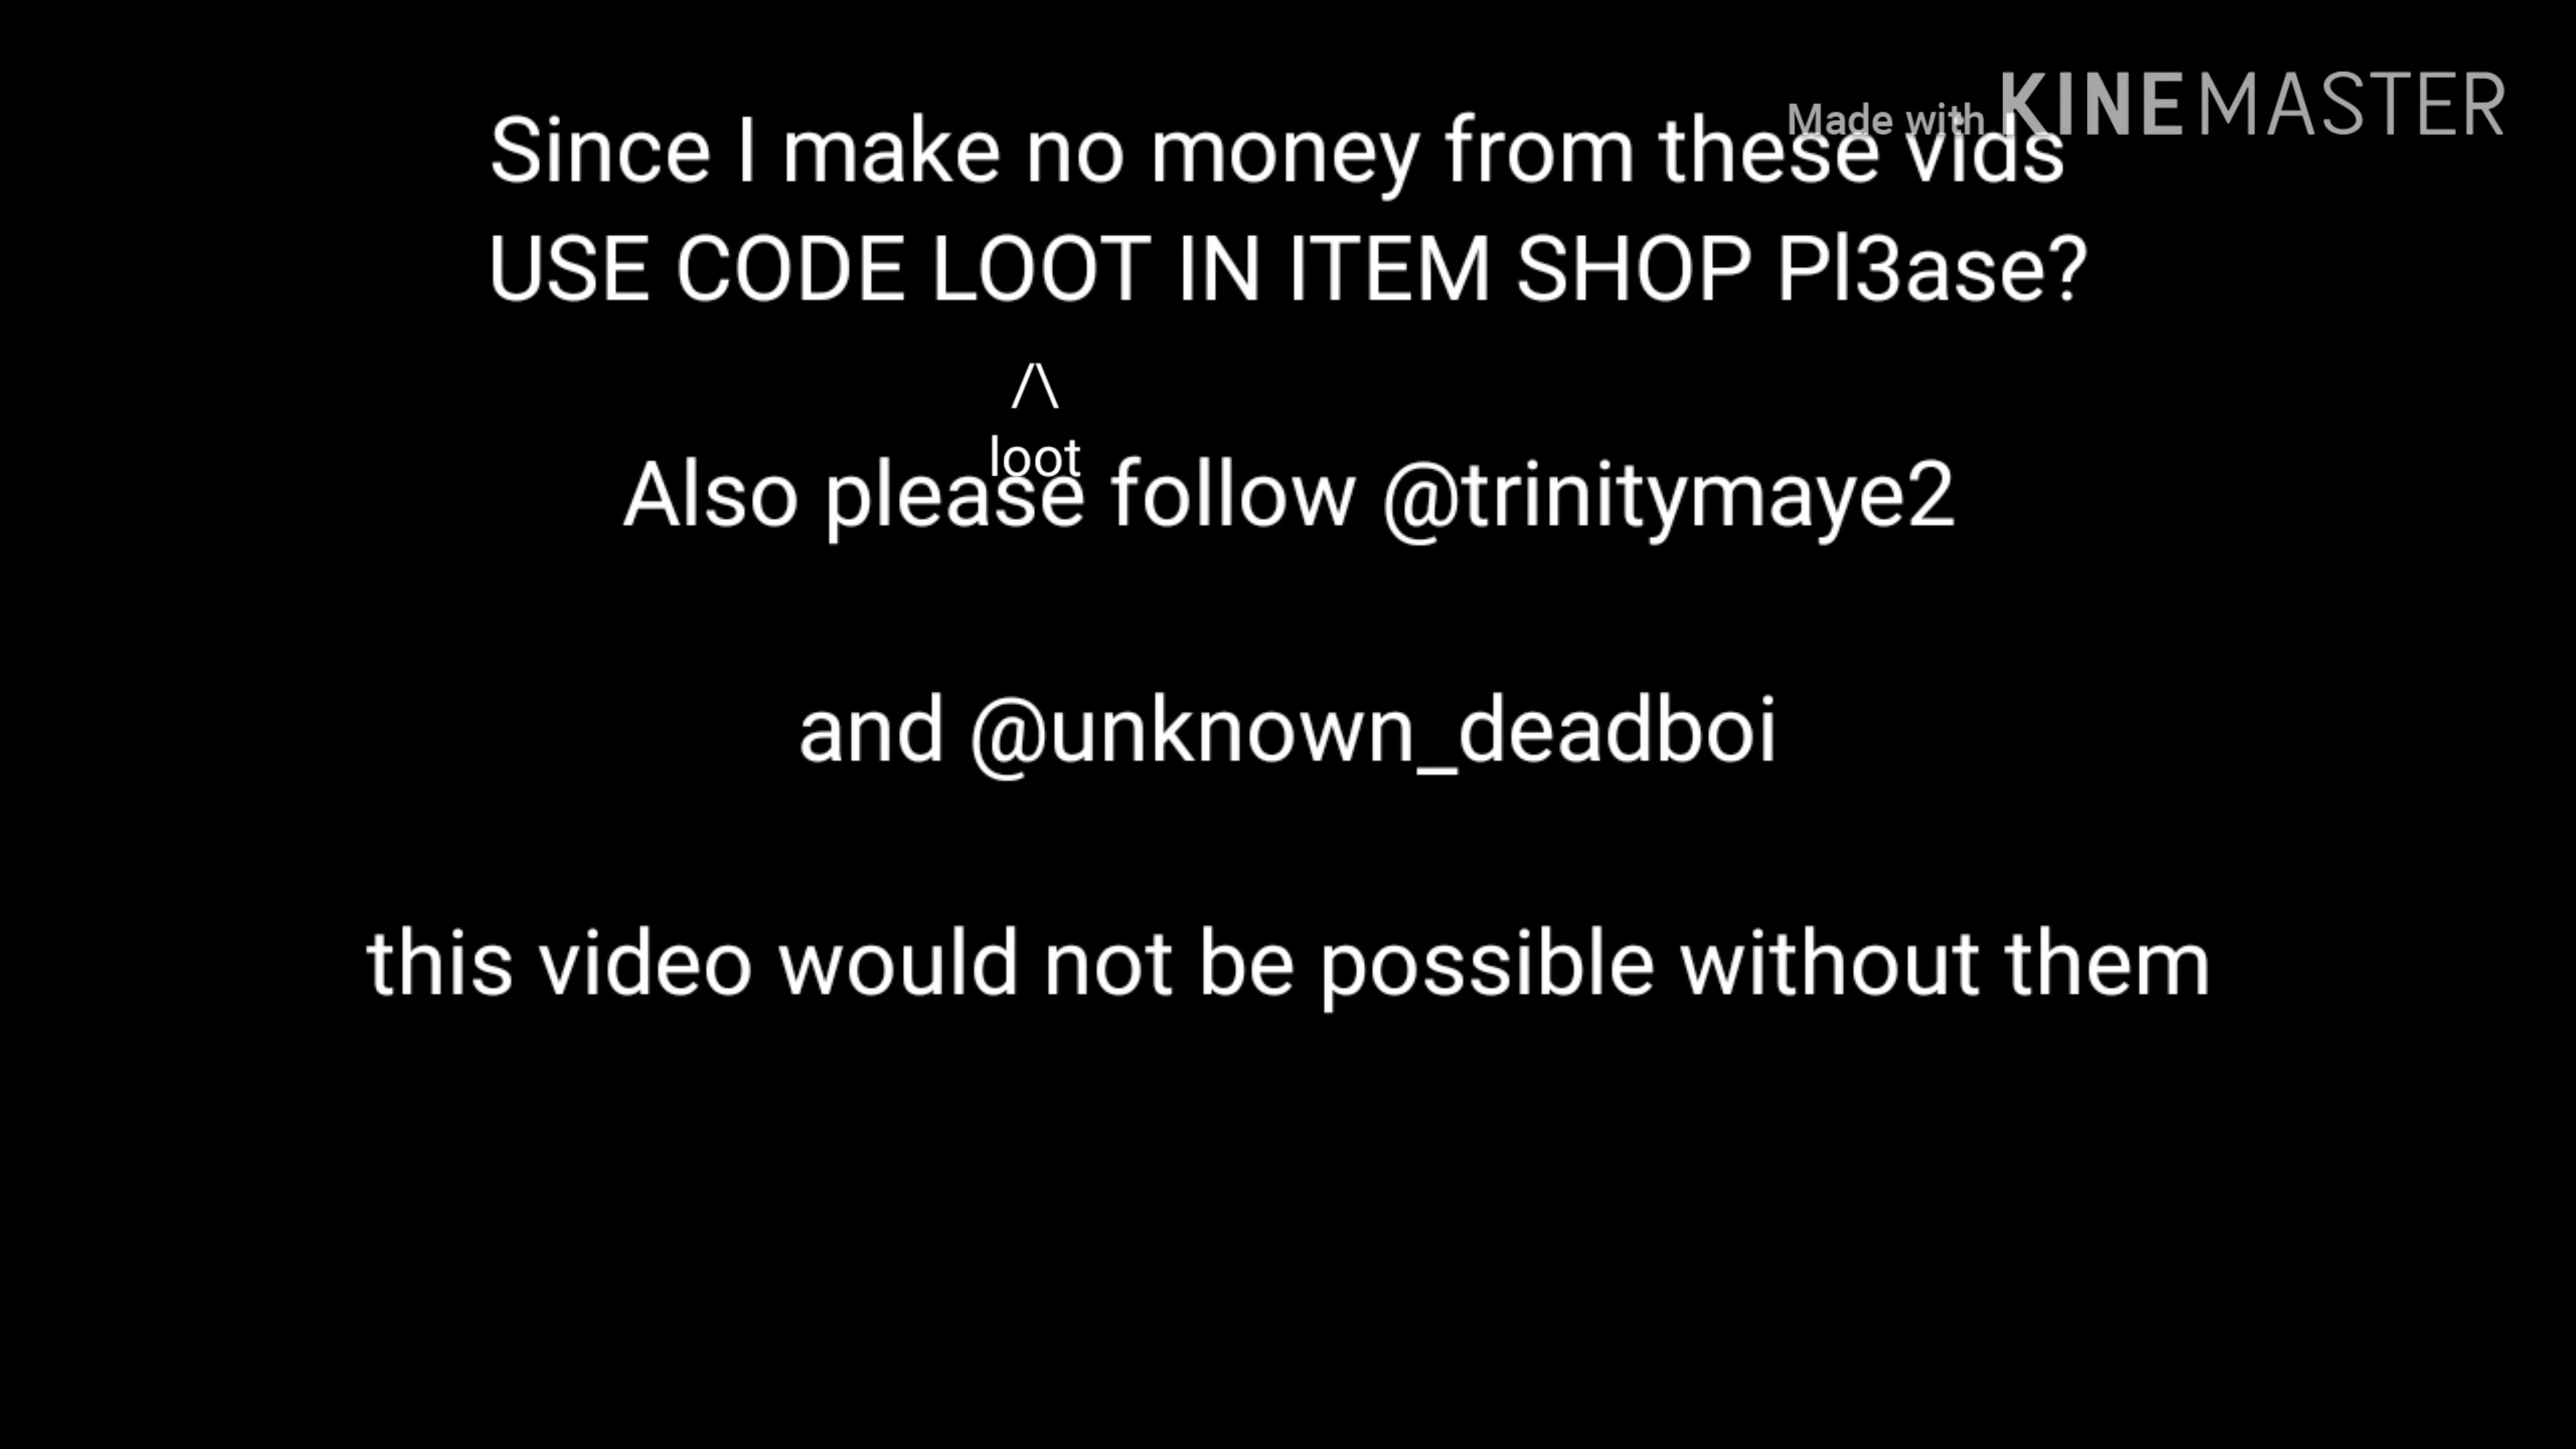 Made with KINEMASTER
Since I make no money from these vids
USE CODE LOOT IN ITEM SHOP Pl3ase?
/\
loot
Also please follow @trinitymaye2
and @unknown_deadboi
this video would not be possible without them